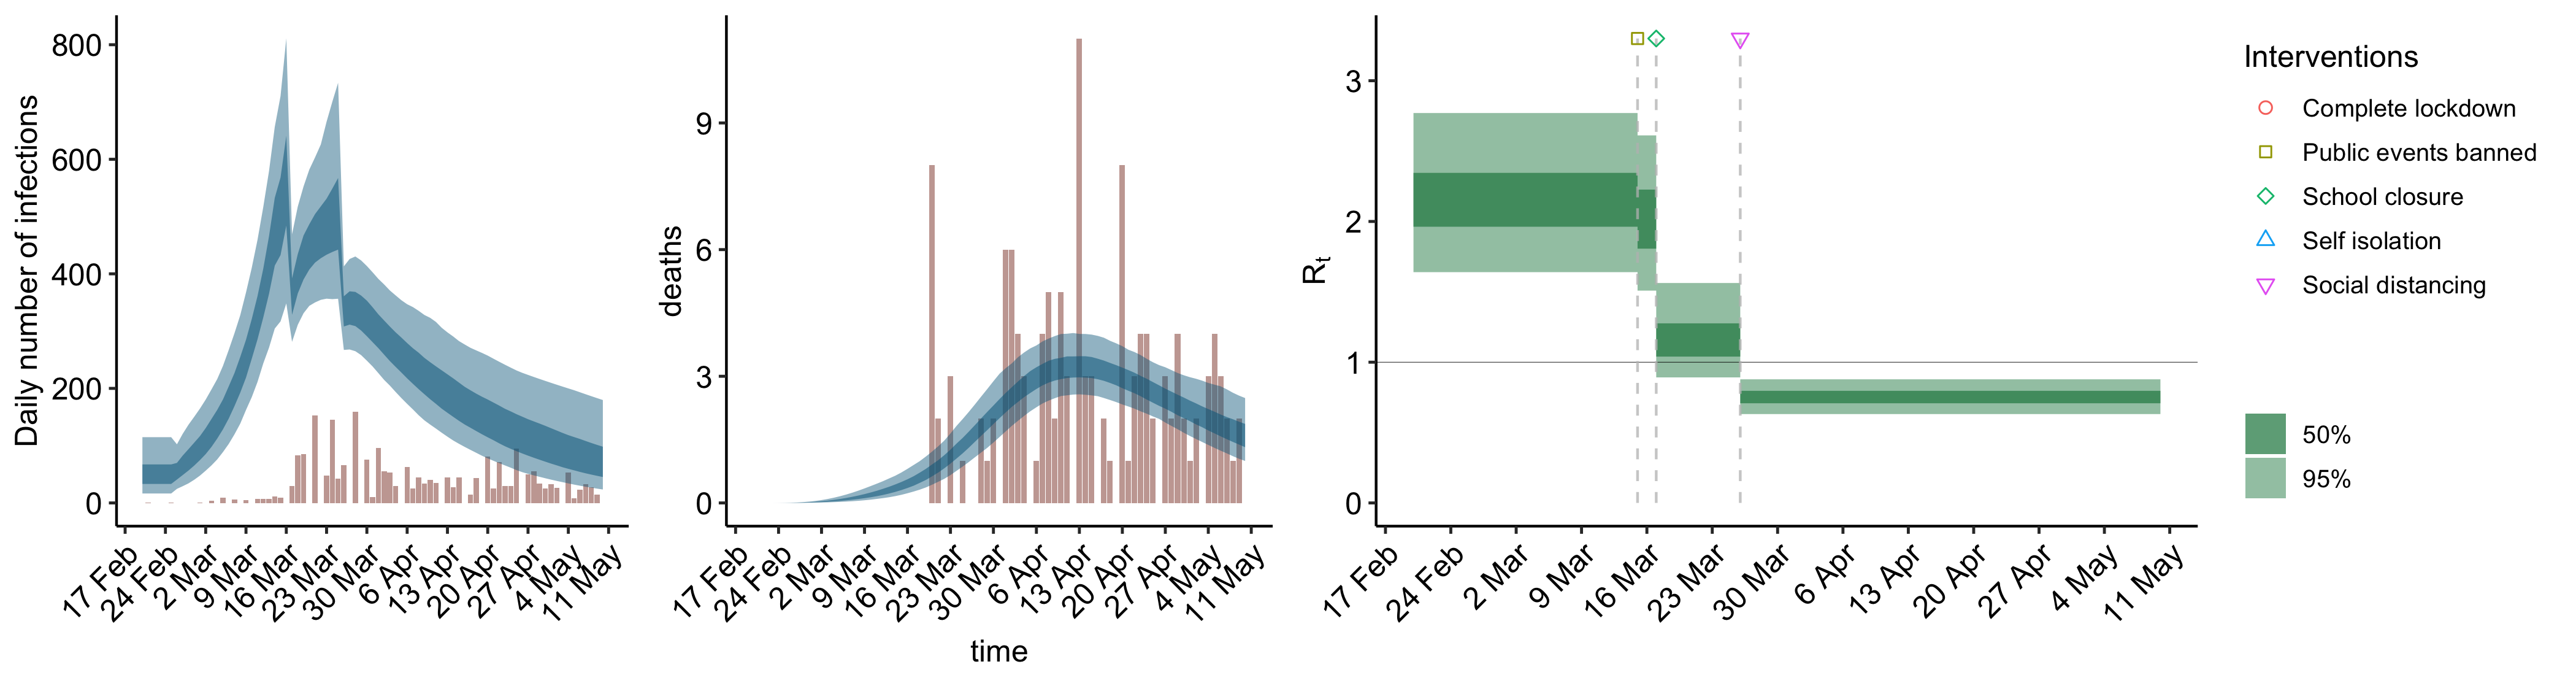 Daily number of infections
800
600
400
200
0
17 Feb
24 Feb
2 Mar
9 Mar
16 Mar
23 Mar
30 Mar
6 Apr
13 Apr
20 Apr
27 Apr
4 May
11 May
deaths
9
6
3
0
17 Feb
24 Feb
2 Mar
9 Mar
16 Mar
23 Mar
30 Mar
6 Apr
13 Apr
20 Apr
27 Apr
4 May
11 May
time
Rt
3
2
1
0
17 Feb
24 Feb
2 Mar
9 Mar
16 Mar
23 Mar
30 Mar
6 Apr
13 Apr
20 Apr
27 Apr
4 May
11 May
Interventions
Complete lockdown
Public events banned
School closure
Self isolation
Social distancing
50%
95%